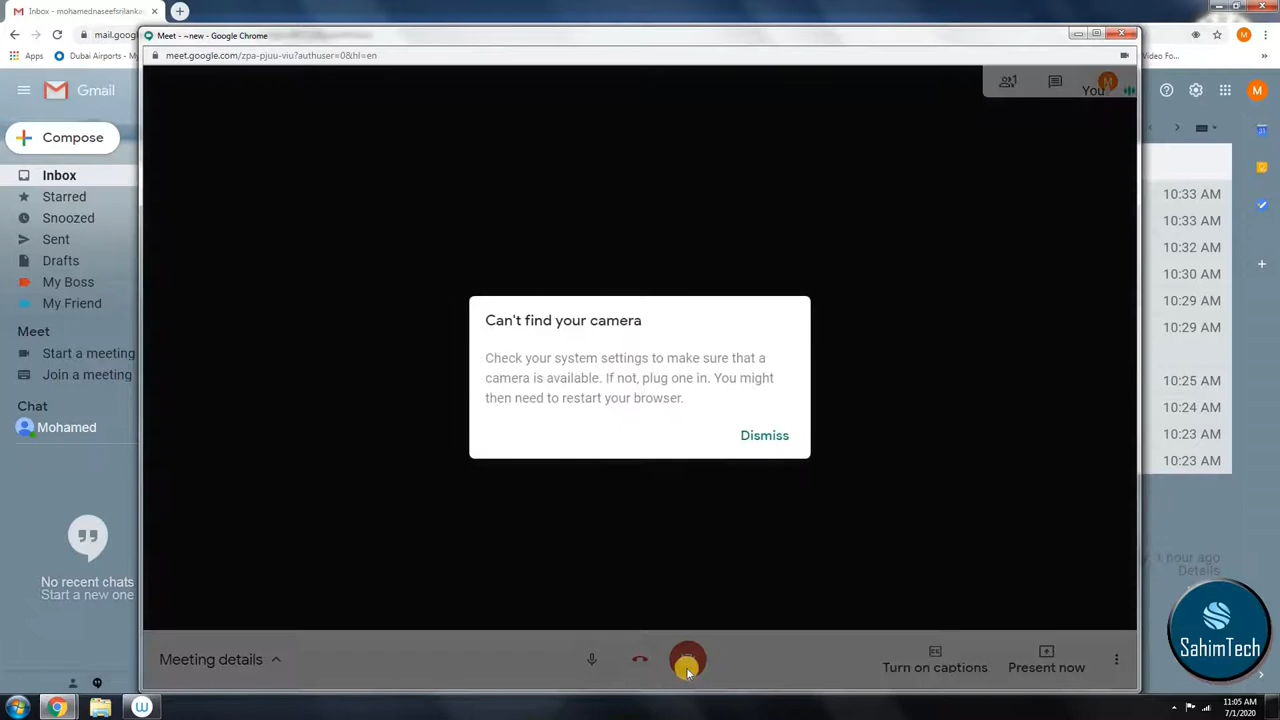 Inbox - mohamednaseefsrilanka
mail.goog
Apps
Dubai Airports - My
Video Fo...
Meet - ~new - Google Chrome
meet.google.com/zpa-pjuu-viu?authuser=0&hl=en
M
Gmail
M
You
M
Compose
Inbox
Starred
Snoozed
Sent
Drafts
My Boss
My Friend
Meet
Start a meeting
Join a meeting
Chat
Mohamed
No recent chats
Start a new one
Can't find your camera
Check your system settings to make sure that a
camera is available. If not, plug one in. You might
then need to restart your browser.
Dismiss
10:33 AM
10:33 AM
10:32 AM
10:30 AM
10:29 AM
10:29 AM
10:25 AM
10:24 AM
10:23 AM
10:23 AM
1 hour ago
Details
SahimTech
Meeting details
Turn on captions
Present now
11:05 AM
7/1/2020